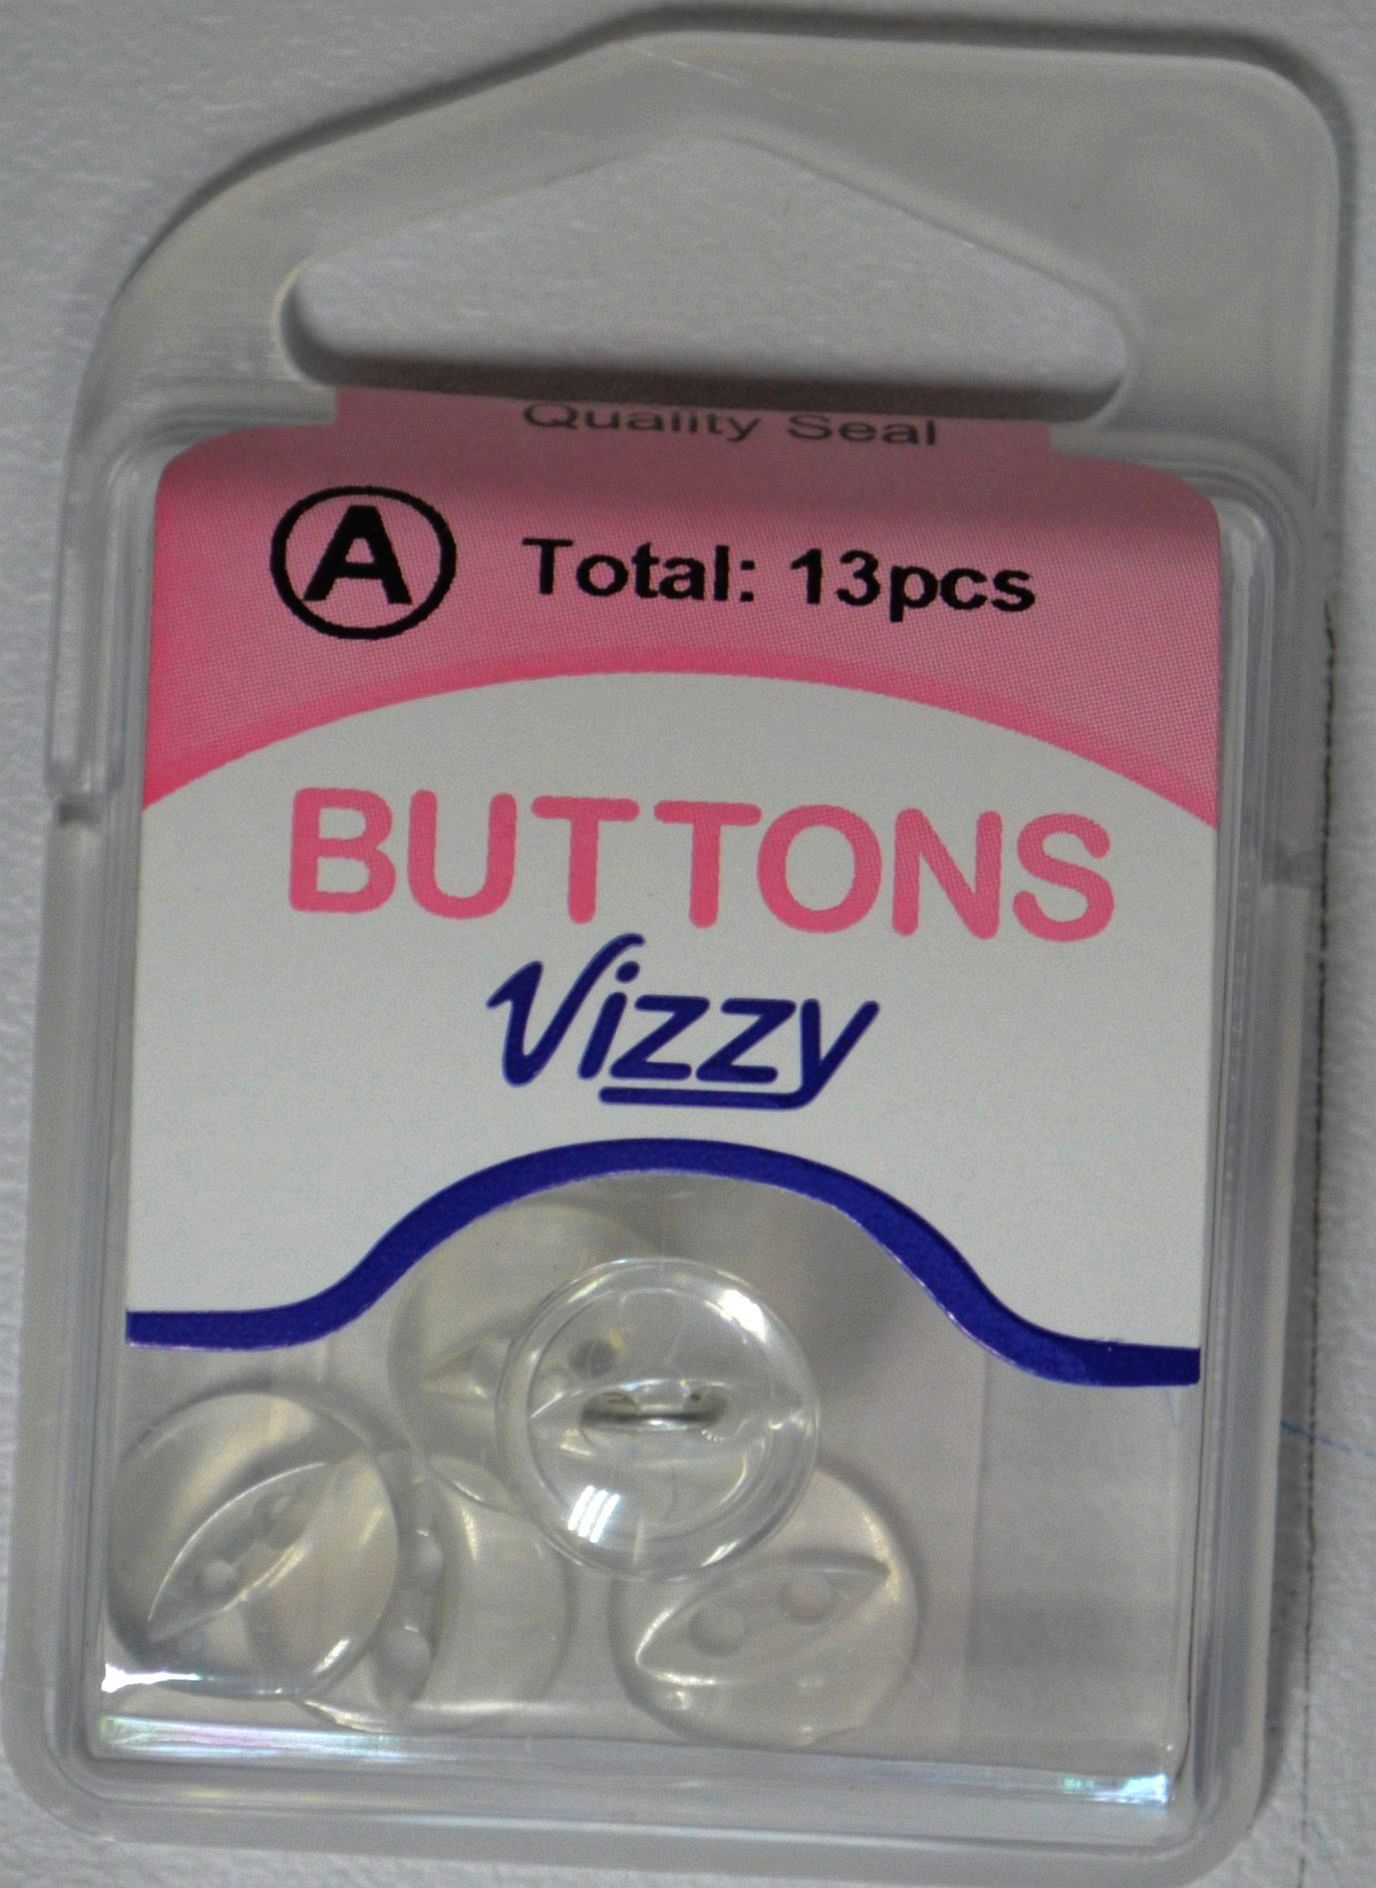 Quality Seal
A Total: 13pcs
BUTTONS
Vizzy